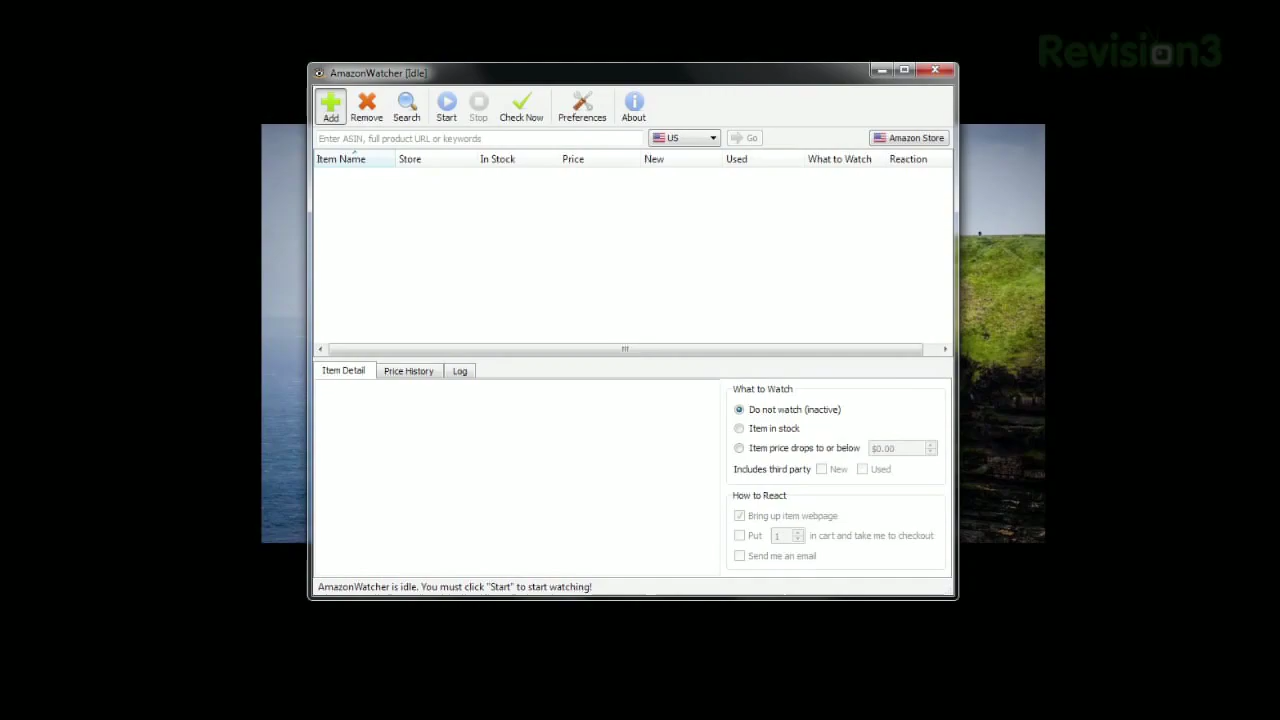 Revision3
AmazonWatcher [Idle]
Add Remove Search Start Stop Check Now Preferences About
Enter ASIN, full product URL or keywords US Go Amazon Store
Item Name Store In Stock Price New Used What to Watch Reaction
Item Detail Price History Log
What to Watch
Do not watch (inactive)
Item in stock
Item price drops to or below $0.00
Includes third party New Used
How to React
Bring up item webpage
Put 1 in cart and take me to checkout
Send me an email
AmazonWatcher is idle. You must click "Start" to start watching!